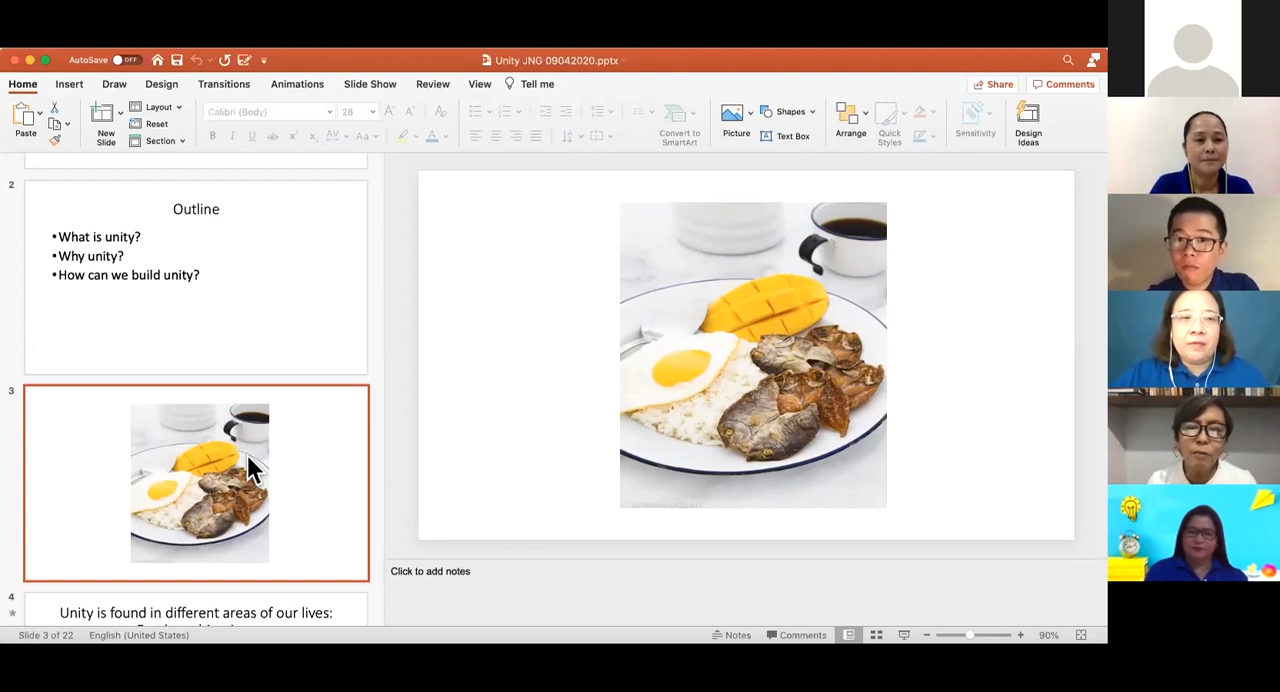 AutoSave OFF
Unity JNG 09042020.pptx
Home Insert Draw Design Transitions Animations Slide Show Review View Tell me
Share Comments
Paste
New Slide
Layout
Reset
Section
Calibri (Body) 28
Convert to SmartArt
Picture
Shapes
Text Box
Arrange
Quick Styles
Sensitivity
Design Ideas
2
Outline
•What is unity?
•Why unity?
•How can we build unity?
3
4
Unity is found in different areas of our lives:
Click to add notes
Slide 3 of 22 English (United States)
Notes Comments 90%